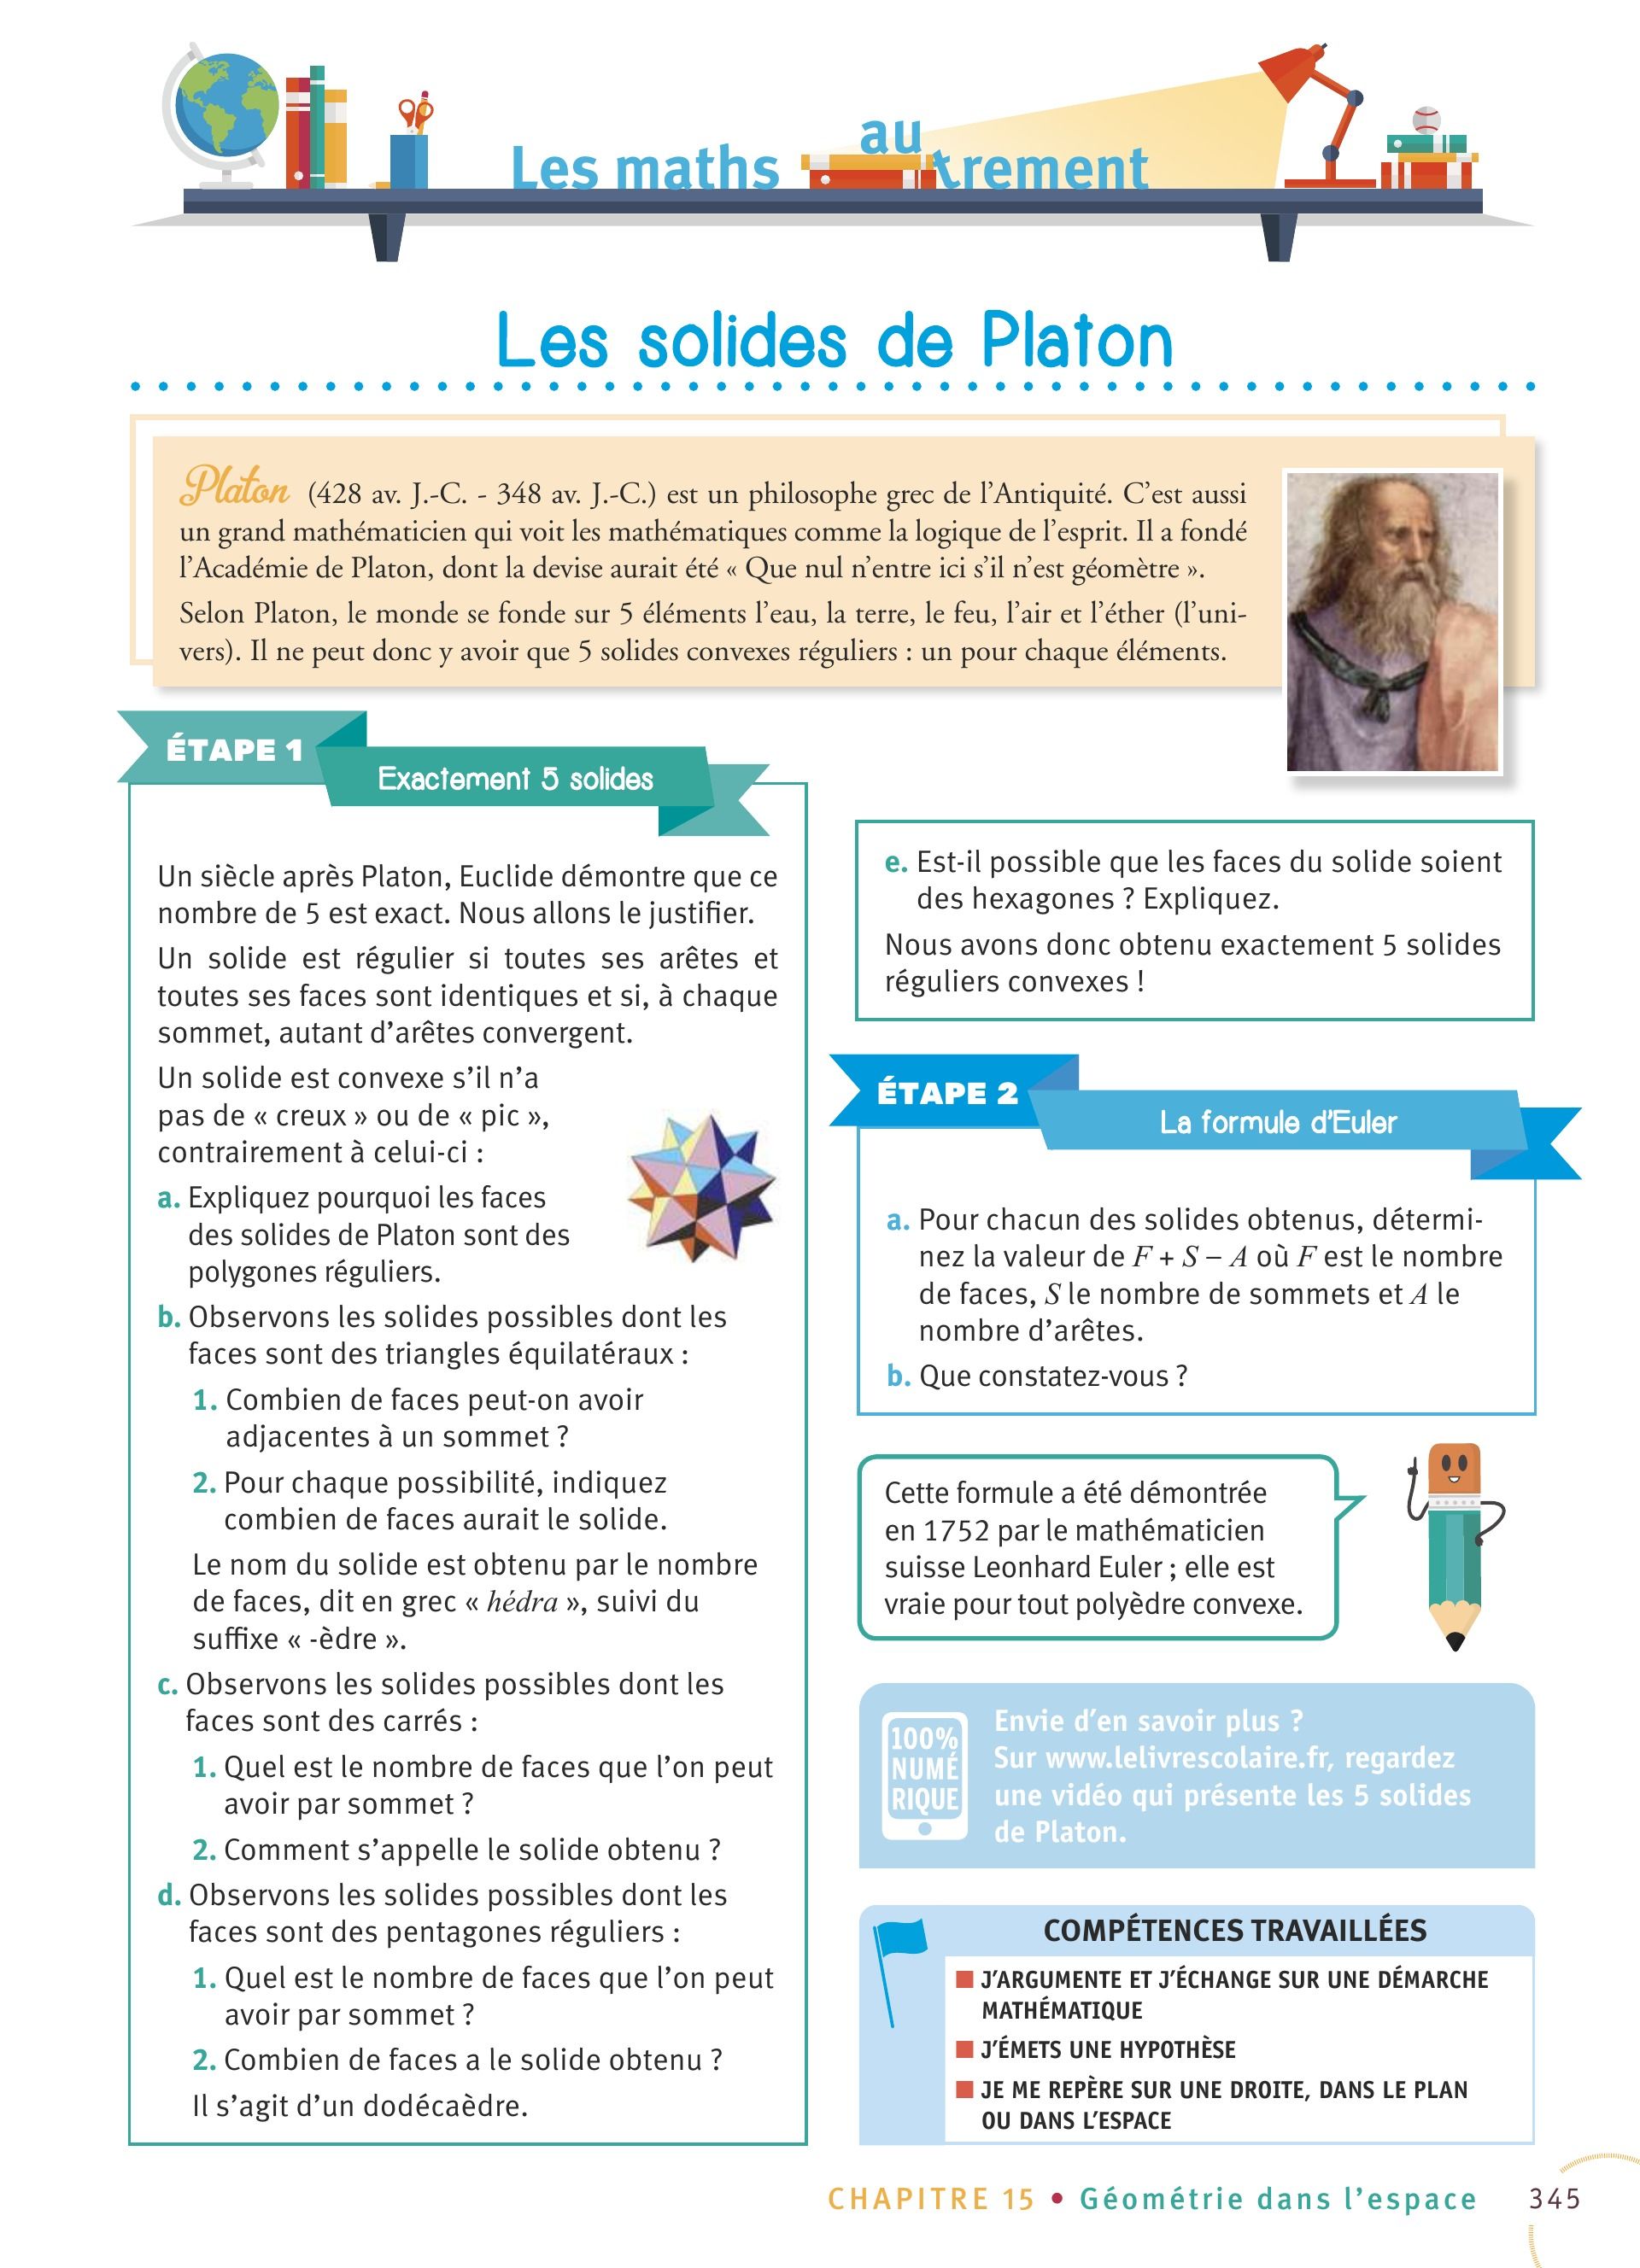 Les maths autrement
Les solides de Platon
Platon (428 av. J.-C. - 348 av. J.-C.) est un philosophe grec de l’Antiquité. C’est aussi
un grand mathématicien qui voit les mathématiques comme la logique de l’esprit. Il a fondé
l’Académie de Platon, dont la devise aurait été « Que nul n’entre ici s’il n’est géomètre ».
Selon Platon, le monde se fonde sur 5 éléments l’eau, la terre, le feu, l’air et l’éther (l’uni-
vers). Il ne peut donc y avoir que 5 solides convexes réguliers : un pour chaque éléments.
ÉTAPE 1
Exactement 5 solides
Un siècle après Platon, Euclide démontre que ce
nombre de 5 est exact. Nous allons le justifier.
Un solide est régulier si toutes ses arêtes et
toutes ses faces sont identiques et si, à chaque
sommet, autant d’arêtes convergent.
Un solide est convexe s’il n’a
pas de « creux » ou de « pic »,
contrairement à celui-ci :
a. Expliquez pourquoi les faces
des solides de Platon sont des
polygones réguliers.
b. Observons les solides possibles dont les
faces sont des triangles équilatéraux :
1. Combien de faces peut-on avoir
adjacentes à un sommet ?
2. Pour chaque possibilité, indiquez
combien de faces aurait le solide.
Le nom du solide est obtenu par le nombre
de faces, dit en grec « hédra », suivi du
suffixe « -èdre ».
c. Observons les solides possibles dont les
faces sont des carrés :
1. Quel est le nombre de faces que l’on peut
avoir par sommet ?
2. Comment s’appelle le solide obtenu ?
d. Observons les solides possibles dont les
faces sont des pentagones réguliers :
1. Quel est le nombre de faces que l’on peut
avoir par sommet ?
2. Combien de faces a le solide obtenu ?
Il s’agit d’un dodécaèdre.
e. Est-il possible que les faces du solide soient
des hexagones ? Expliquez.
Nous avons donc obtenu exactement 5 solides
réguliers convexes !
ÉTAPE 2
La formule d’Euler
a. Pour chacun des solides obtenus, détermi-
nez la valeur de F + S – A où F est le nombre
de faces, S le nombre de sommets et A le
nombre d’arêtes.
b. Que constatez-vous ?
Cette formule a été démontrée
en 1752 par le mathématicien
suisse Leonhard Euler ; elle est
vraie pour tout polyèdre convexe.
100%
NUMÉ
RIQUE
Envie d’en savoir plus ?
Sur www.lelivrescolaire.fr, regardez
une vidéo qui présente les 5 solides
de Platon.
COMPÉTENCES TRAVAILLÉES
J’ARGUMENTE ET J’ÉCHANGE SUR UNE DÉMARCHE
MATHÉMATIQUE
J’ÉMETS UNE HYPOTHÈSE
JE ME REPÈRE SUR UNE DROITE, DANS LE PLAN
OU DANS L’ESPACE
CHAPITRE 15 • Géométrie dans l’espace 345